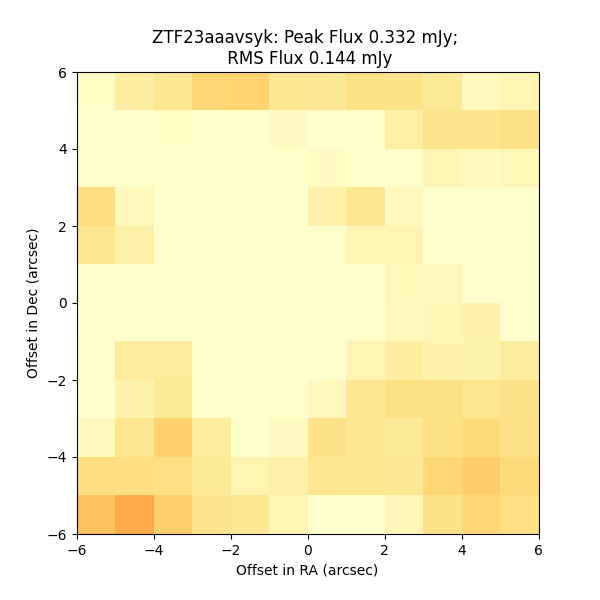 ZTF23aaavsyk: Peak Flux 0.332 mJy;
RMS Flux 0.144 mJy
6
4
2
0
−2
−4
−6
Offset in Dec (arcsec)
−6 −4 −2 0 2 4 6
Offset in RA (arcsec)